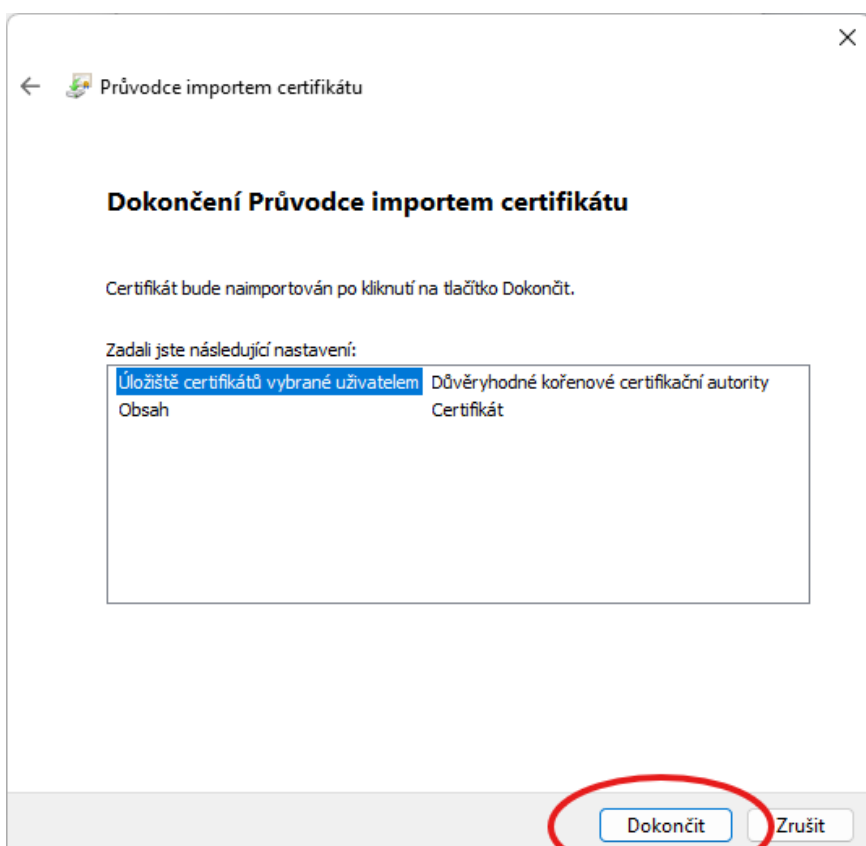 Průvodce importem certifikátu
Dokončení Průvodce importem certifikátu
Certifikát bude naimportován po kliknutí na tlačítko Dokončit.
Zadali jste následující nastavení:
Úložiště certifikátů vybrané uživatelem Důvěryhodné kořenové certifikační autority
Obsah Certifikát
Dokončit Zrušit